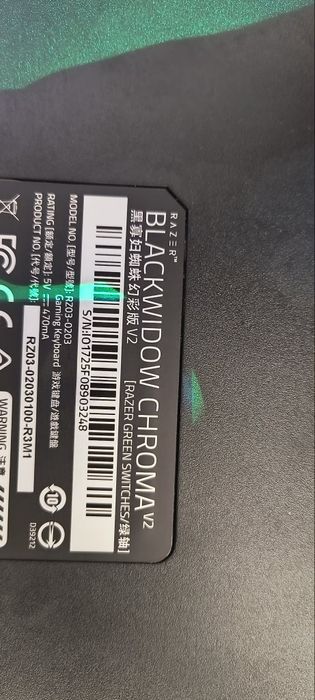 RAZER™
BLACKWIDOW CHROMA V2
黑寡妇蜘蛛幻彩版 V2 [RAZER GREEN SWITCHES/绿轴]
S/N:IO1725F08903248
MODEL NO. [型号/型號]: RZ03-0203
Gaming Keyboard 游戏键盘/遊戲鍵盤
RATING [额定/額定]: 5V ⎓ 470mA
PRODUCT NO. [代号/代號]:
RZ03-02030100-R3M1
10
D39212
FC
WARNING 注意